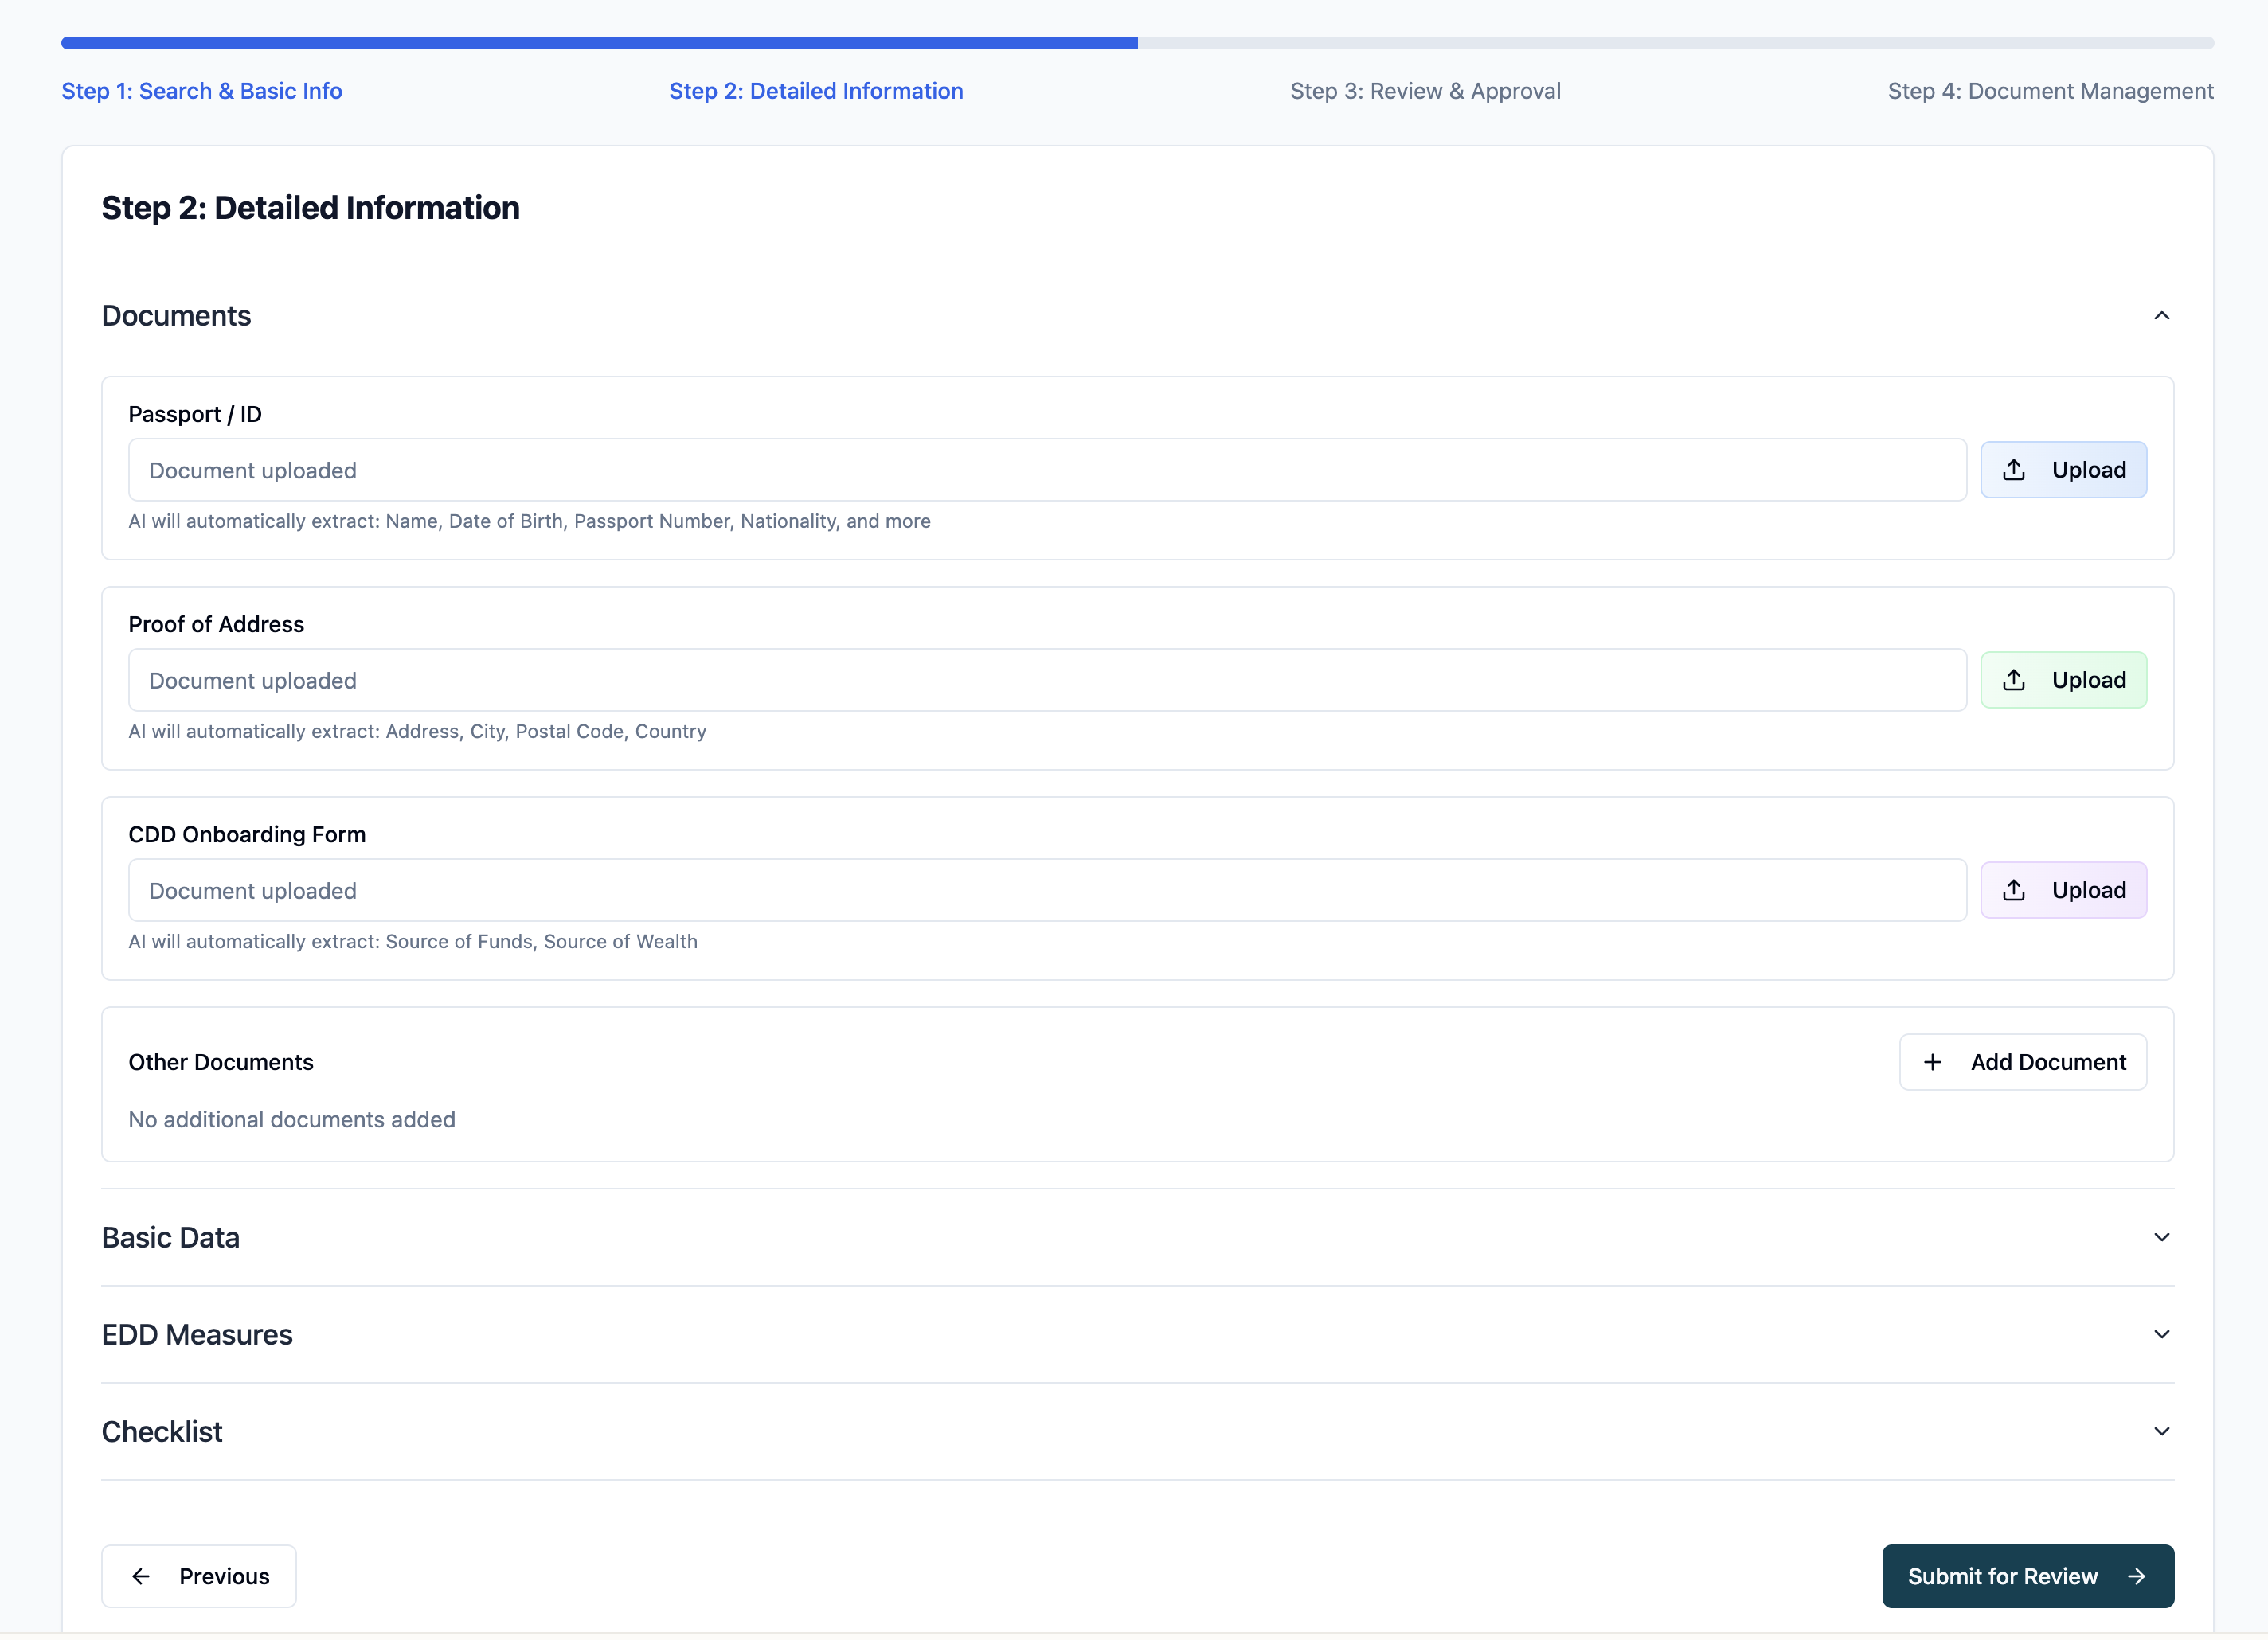 Step 1: Search & Basic Info
Step 2: Detailed Information
Step 3: Review & Approval
Step 4: Document Management
Step 2: Detailed Information
Documents
Passport / ID
Document uploaded
Upload
AI will automatically extract: Name, Date of Birth, Passport Number, Nationality, and more
Proof of Address
Document uploaded
Upload
AI will automatically extract: Address, City, Postal Code, Country
CDD Onboarding Form
Document uploaded
Upload
AI will automatically extract: Source of Funds, Source of Wealth
Other Documents
Add Document
No additional documents added
Basic Data
EDD Measures
Checklist
Previous
Submit for Review